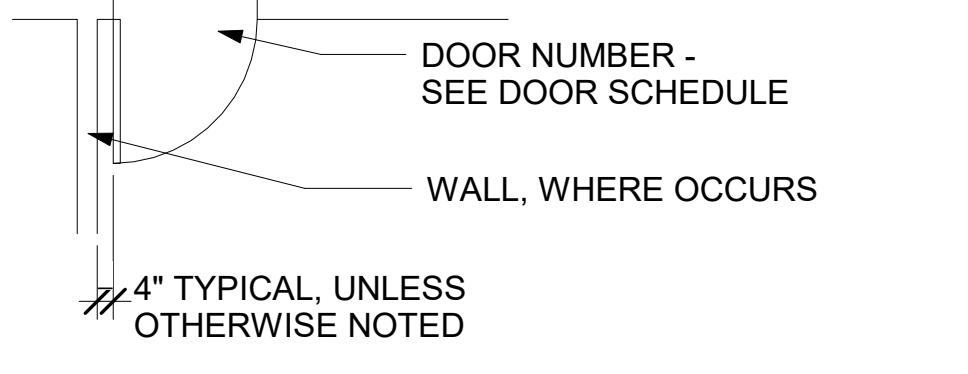 DOOR NUMBER -
SEE DOOR SCHEDULE
WALL, WHERE OCCURS
4" TYPICAL, UNLESS
OTHERWISE NOTED